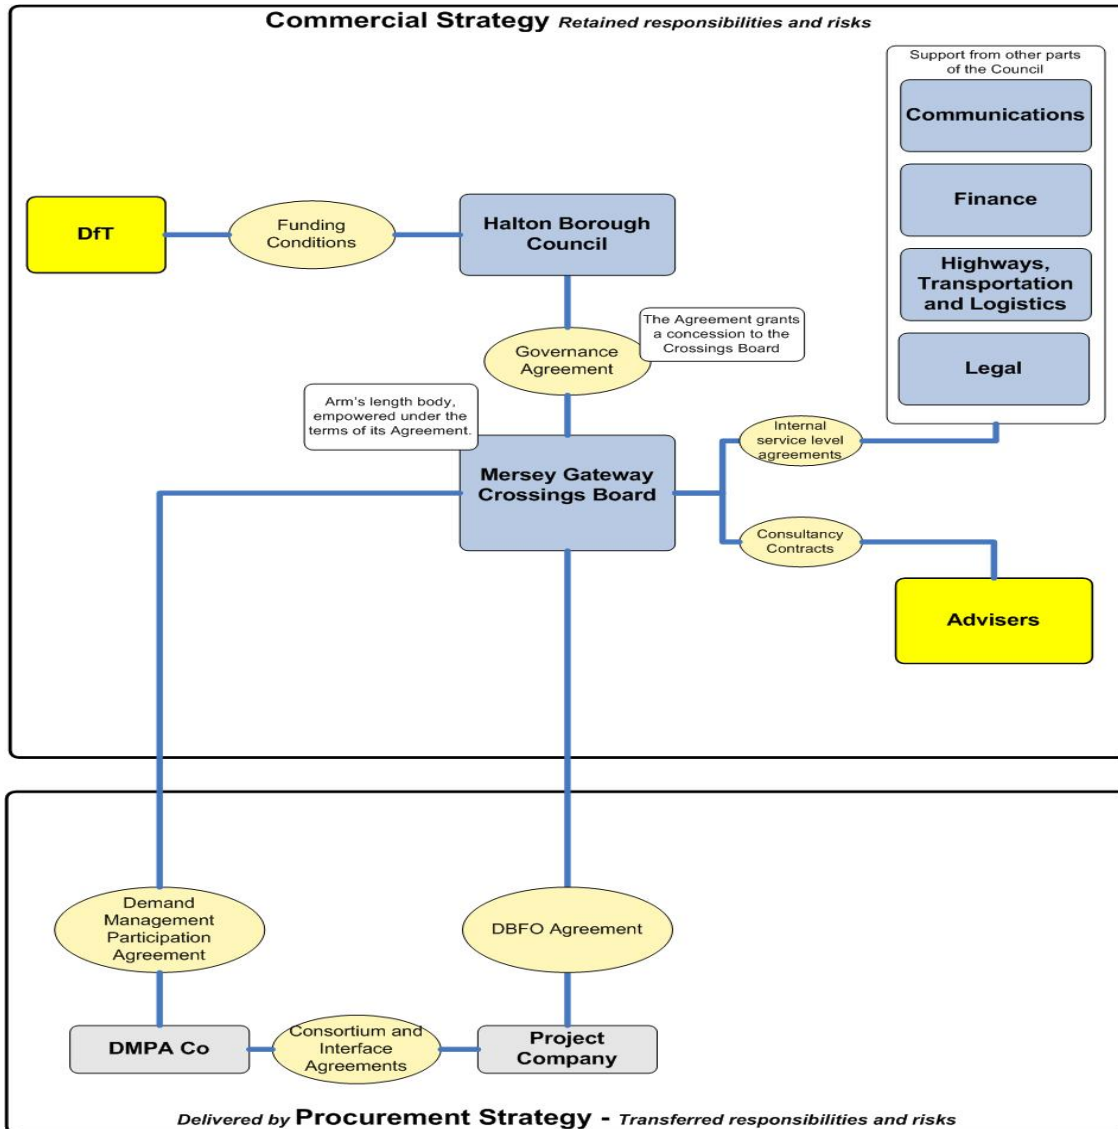 Commercial Strategy Retained responsibilities and risks
Support from other parts
of the Council
Communications
Finance
Highways,
Transportation
and Logistics
Legal
DfT
Funding
Conditions
Halton Borough
Council
The Agreement grants
a concession to the
Crossings Board
Governance
Agreement
Arm's length body,
empowered under the
terms of its Agreement.
Mersey Gateway
Crossings Board
Internal
service level
agreements
Consultancy
Contracts
Advisers
Demand
Management
Participation
Agreement
DBFO Agreement
DMPA Co
Consortium and
Interface
Agreements
Project
Company
Delivered by Procurement Strategy - Transferred responsibilities and risks